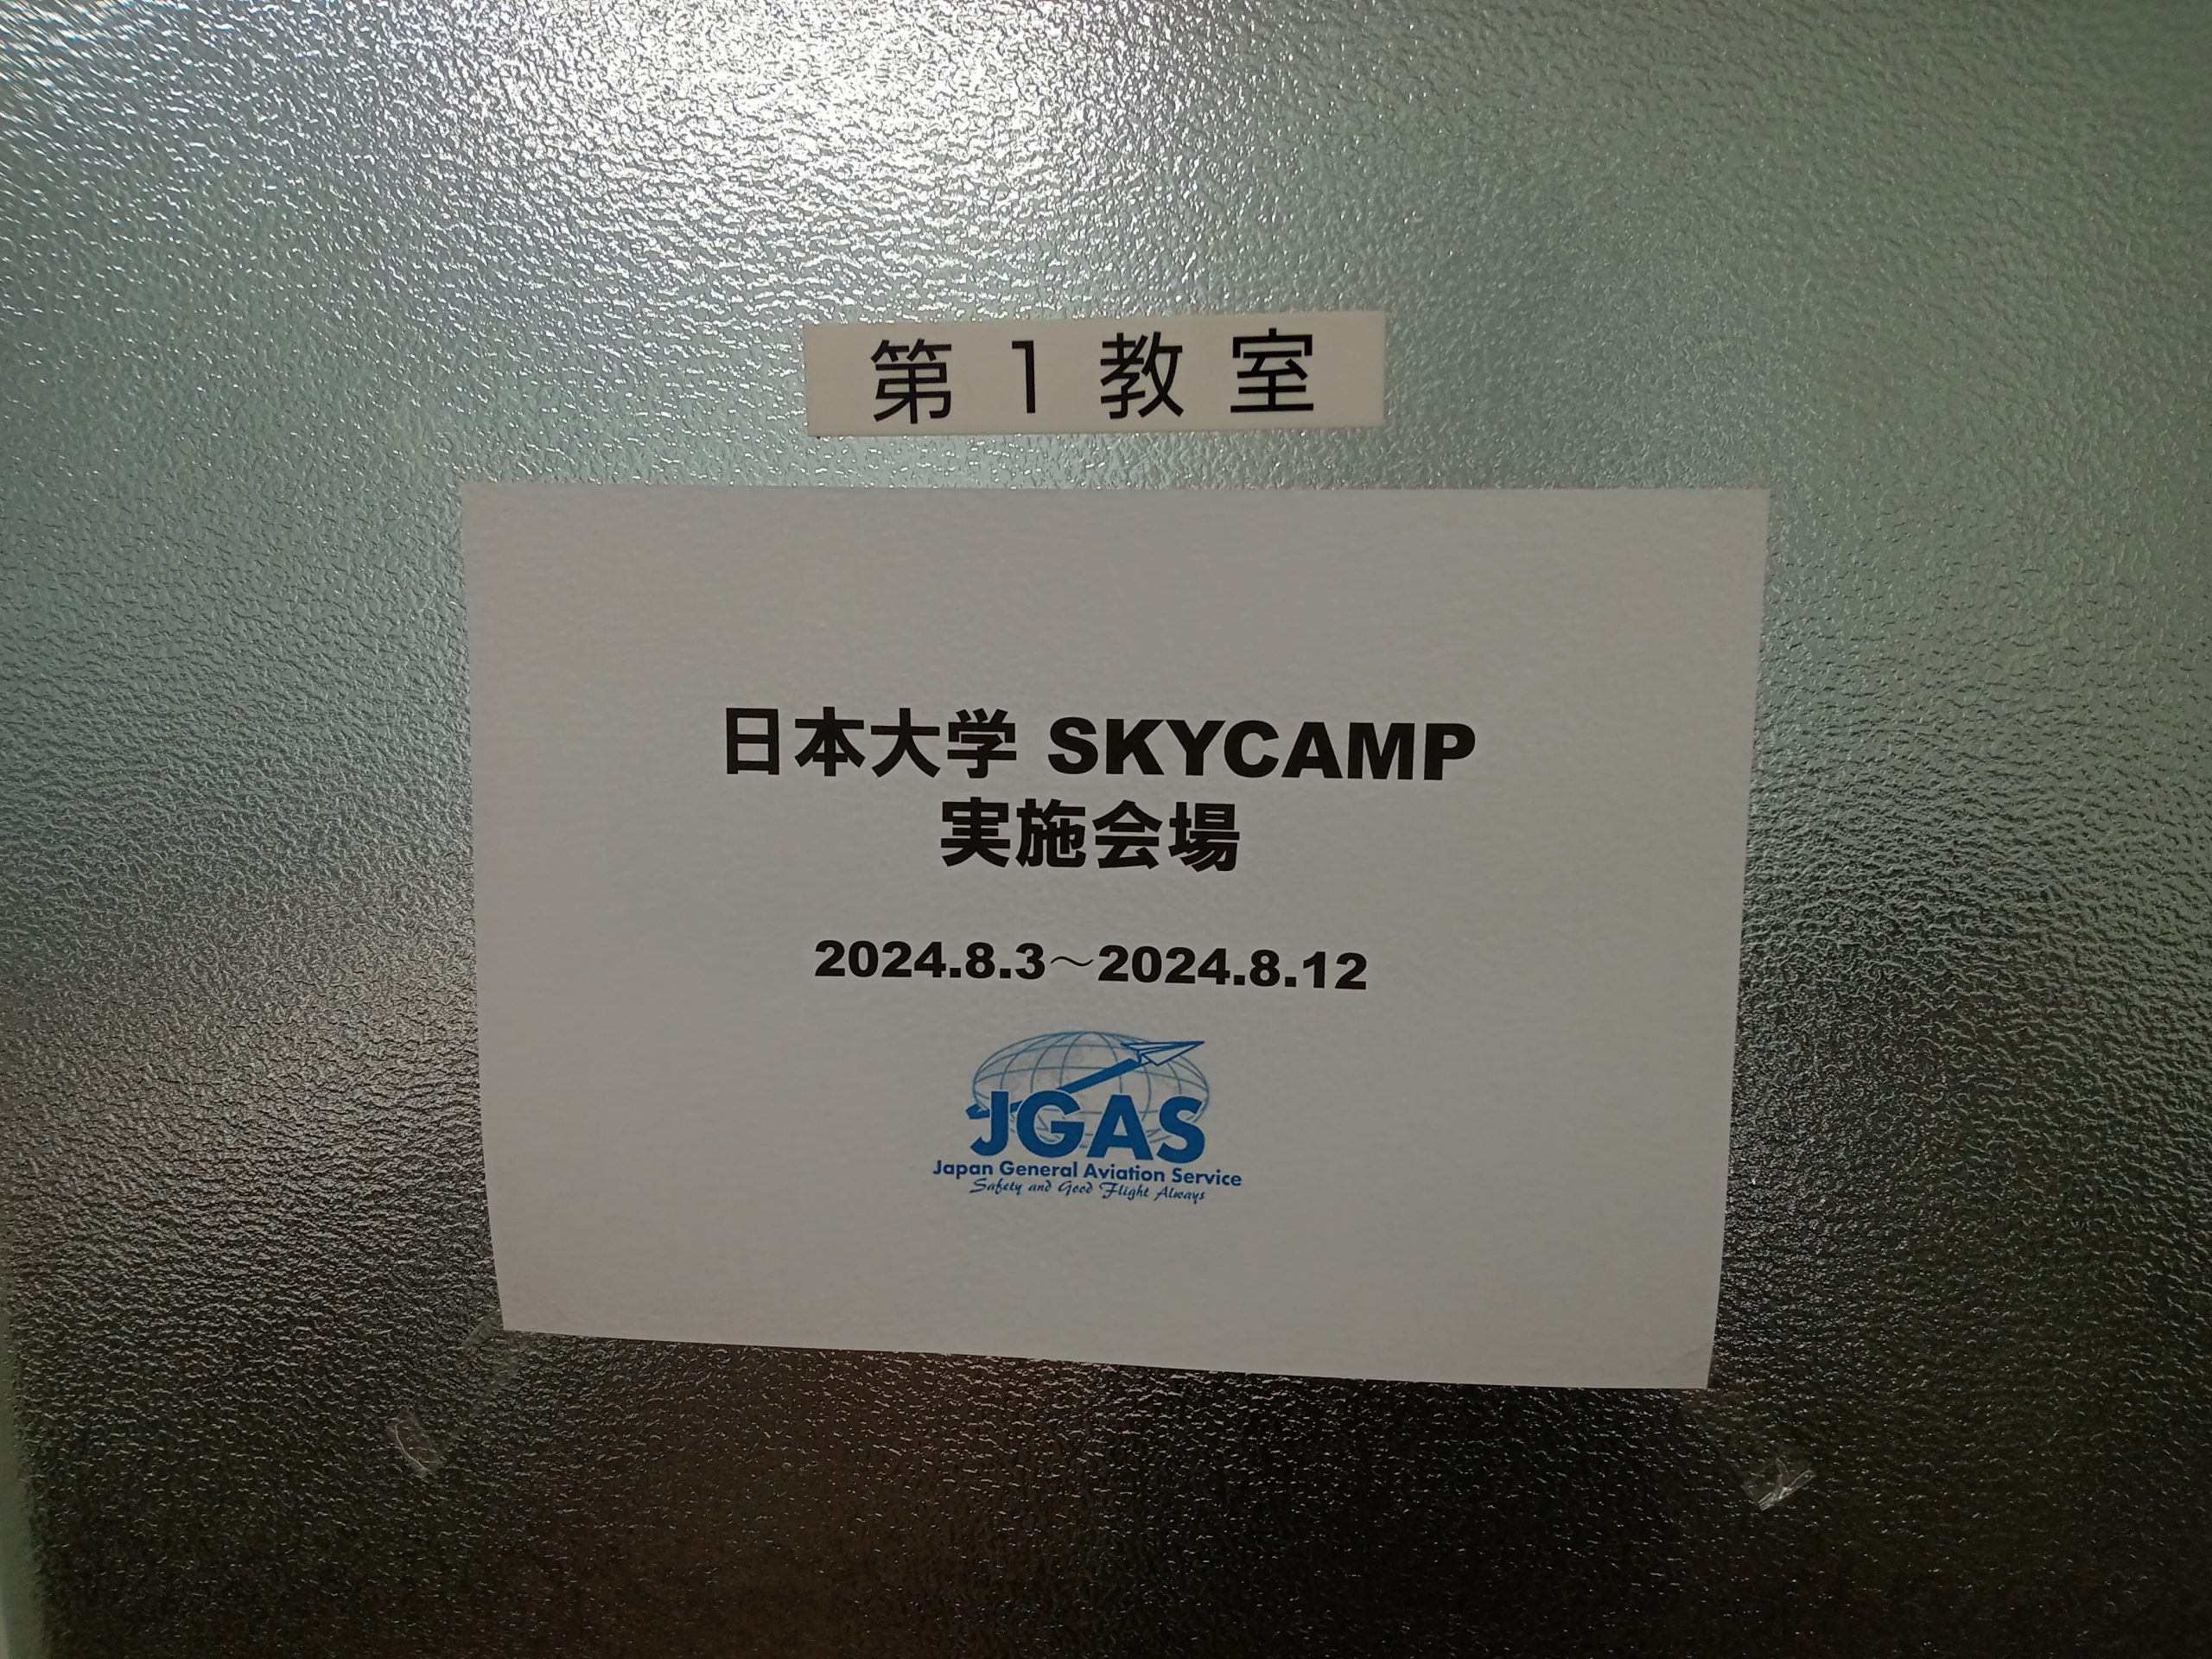 第1教室
日本大学 SKYCAMP
実施会場
2024.8.3～2024.8.12
JGAS
Japan General Aviation Service
Safety and Good Flight Always